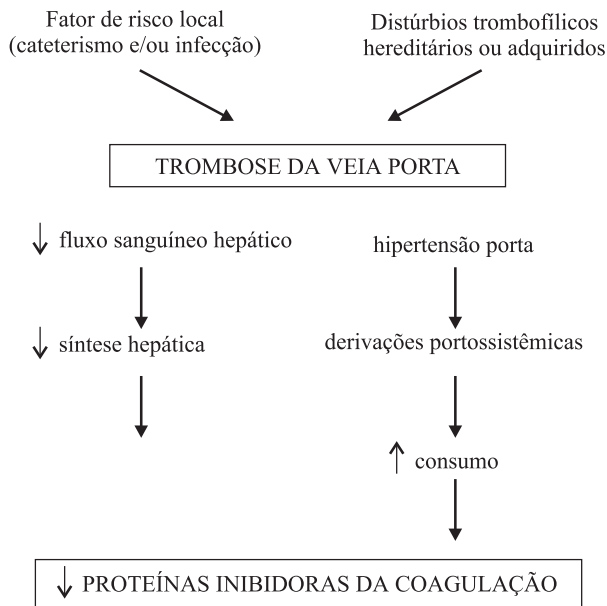 Fator de risco local
(cateterismo e/ou infecção)
Distúrbios trombofílicos
hereditários ou adquiridos
TROMBOSE DA VEIA PORTA
↓ fluxo sanguíneo hepático
hipertensão porta
↓ síntese hepática
derivações portossistêmicas
↑ consumo
↓ PROTEÍNAS INIBIDORAS DA COAGULAÇÃO